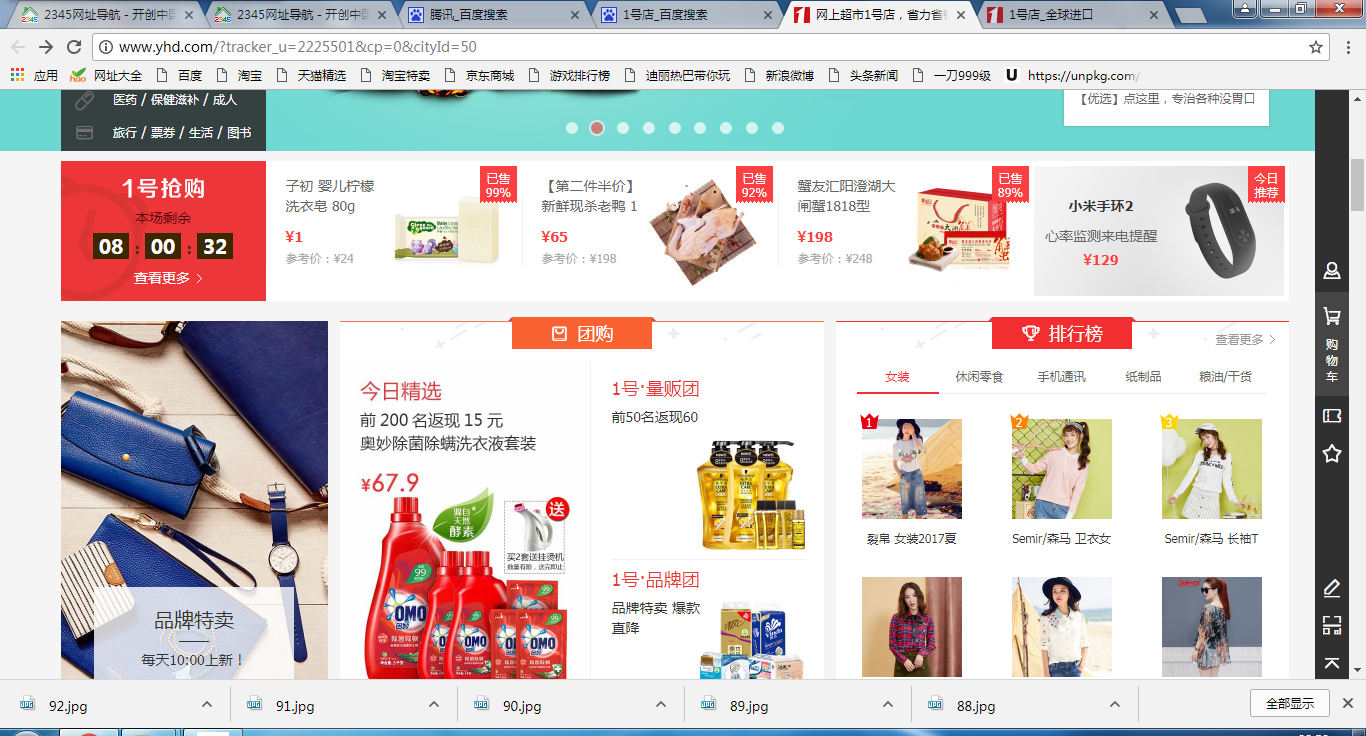 2345网址导航 - 开创中国
2345网址导航 - 开创中国
腾讯_百度搜索
1号店_百度搜索
网上超市1号店，省力省
1号店_全球进口
www.yhd.com/?tracker_u=2225501&cp=0&cityId=50
应用
网址大全
百度
淘宝
天猫精选
淘宝特卖
京东商城
游戏排行榜
迪丽热巴带你玩
新浪微博
头条新闻
一刀999级
https://unpkg.com/
医药 / 保健滋补 / 成人
旅行 / 票券 / 生活 / 图书
【优选】点这里，专治各种没胃口
1号抢购
本场剩余
08 : 00 : 32
查看更多
子初 婴儿柠檬
洗衣皂 80g
¥1
参考价：¥24
已售
99%
【第二件半价】
新鲜现杀老鸭 1
¥65
参考价：¥198
已售
92%
蟹友汇阳澄湖大
闸蟹1818型
¥198
参考价：¥248
已售
89%
小米手环2
心率监测来电提醒
¥129
今日
推荐
品牌特卖
每天10:00上新！
团购
今日精选
前 200 名返现 15 元
奥妙除菌除螨洗衣液套装
¥67.9
源自
天然
酵素
送
买2套送挂烫机
数量有限，送完即止
OMO
OMO
OMO
1号·量贩团
前50名返现60
1号·品牌团
品牌特卖 爆款
直降
排行榜
查看更多
女装
休闲零食
手机通讯
纸制品
粮油/干货
1
2
3
裂帛 女装2017夏
Semir/森马 卫衣女
Semir/森马 长袖T
购
物
车
92.jpg
91.jpg
90.jpg
89.jpg
88.jpg
全部显示